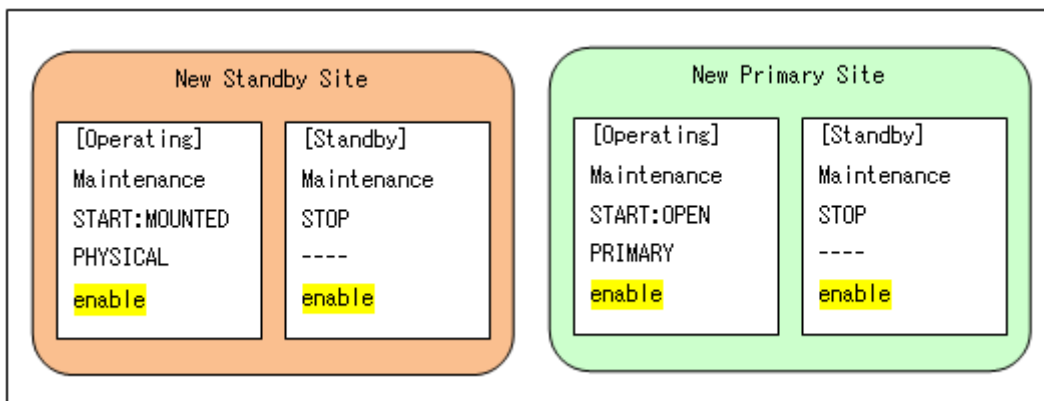 New Standby Site
[Operating]
Maintenance
START:MOUNTED
PHYSICAL
enable
[Standby]
Maintenance
STOP
----
enable
New Primary Site
[Operating]
Maintenance
START:OPEN
PRIMARY
enable
[Standby]
Maintenance
STOP
----
enable